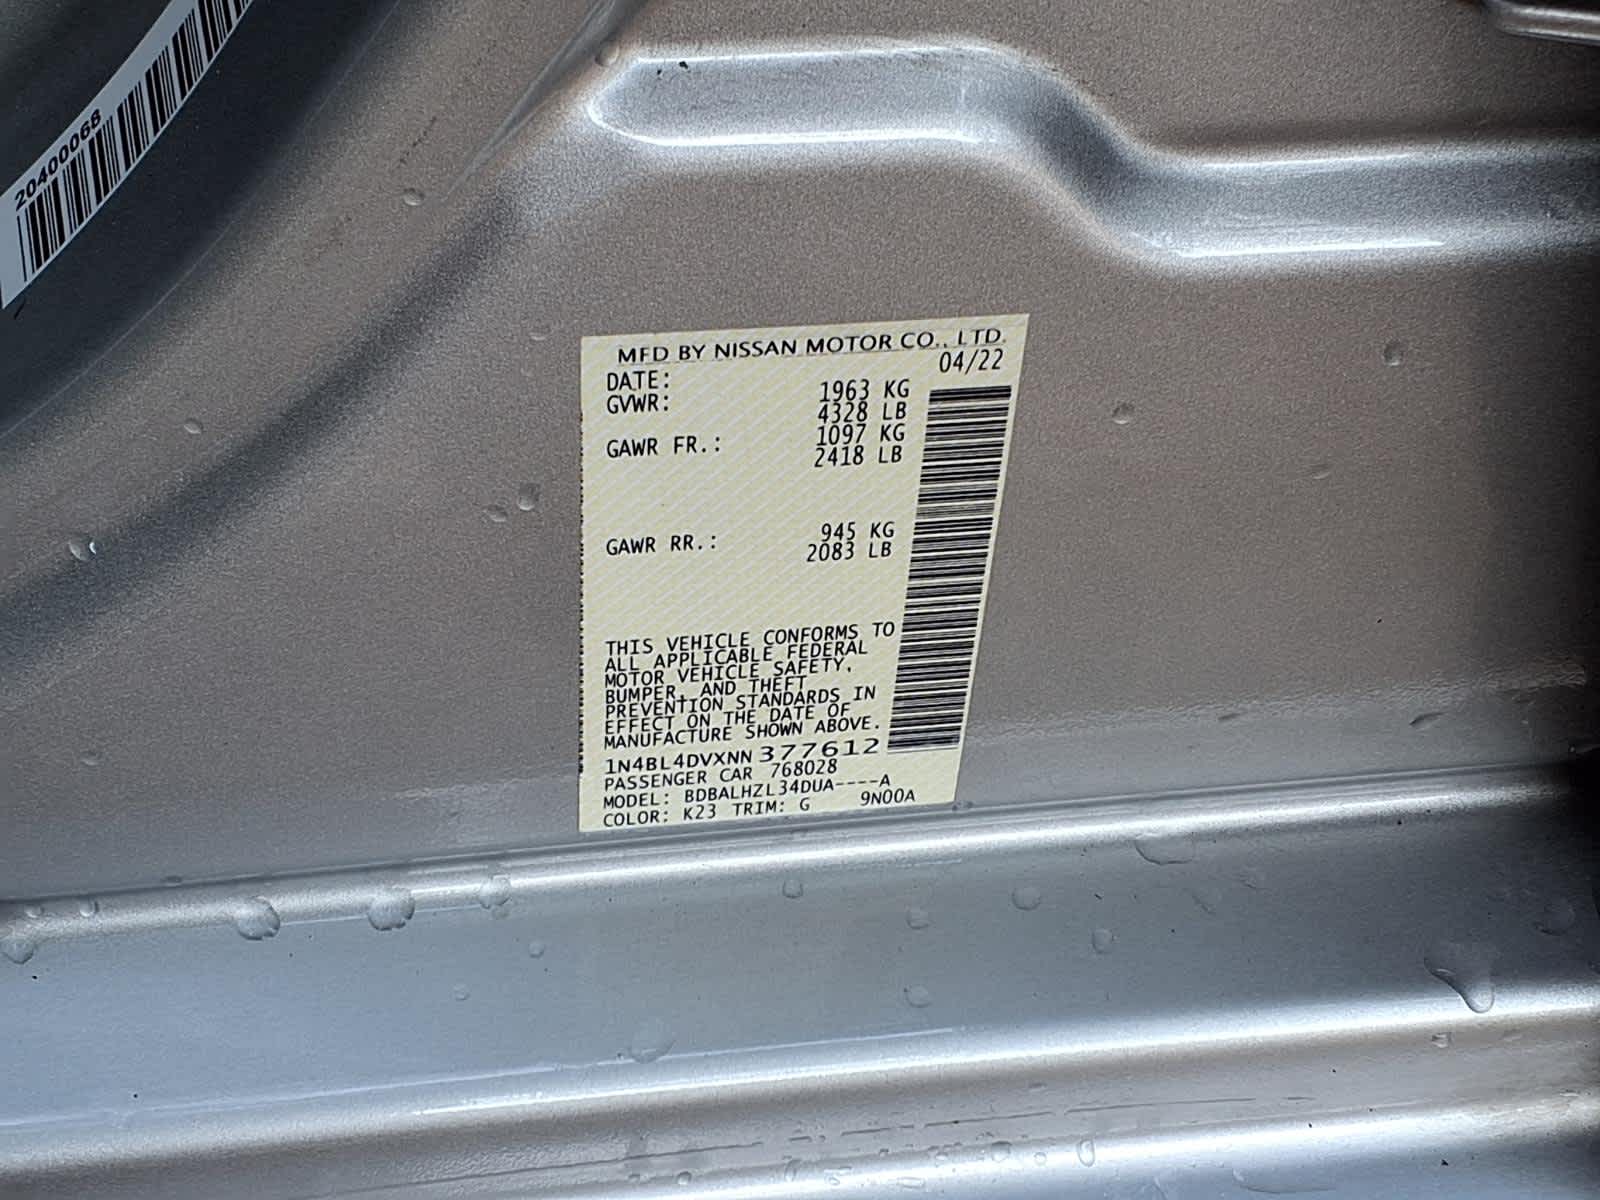 20400068
MFD BY NISSAN MOTOR CO., LTD.
DATE: 04/22
GVWR: 1963 KG
4328 LB
GAWR FR.: 1097 KG
2418 LB
GAWR RR.: 945 KG
2083 LB
THIS VEHICLE CONFORMS TO
ALL APPLICABLE FEDERAL
MOTOR VEHICLE SAFETY,
BUMPER, AND THEFT
PREVENTION STANDARDS IN
EFFECT ON THE DATE OF
MANUFACTURE SHOWN ABOVE.
1N4BL4DVXNN 377612
PASSENGER CAR 768028
MODEL: BDBALHZL34DUA----A
COLOR: K23 TRIM: G 9N00A